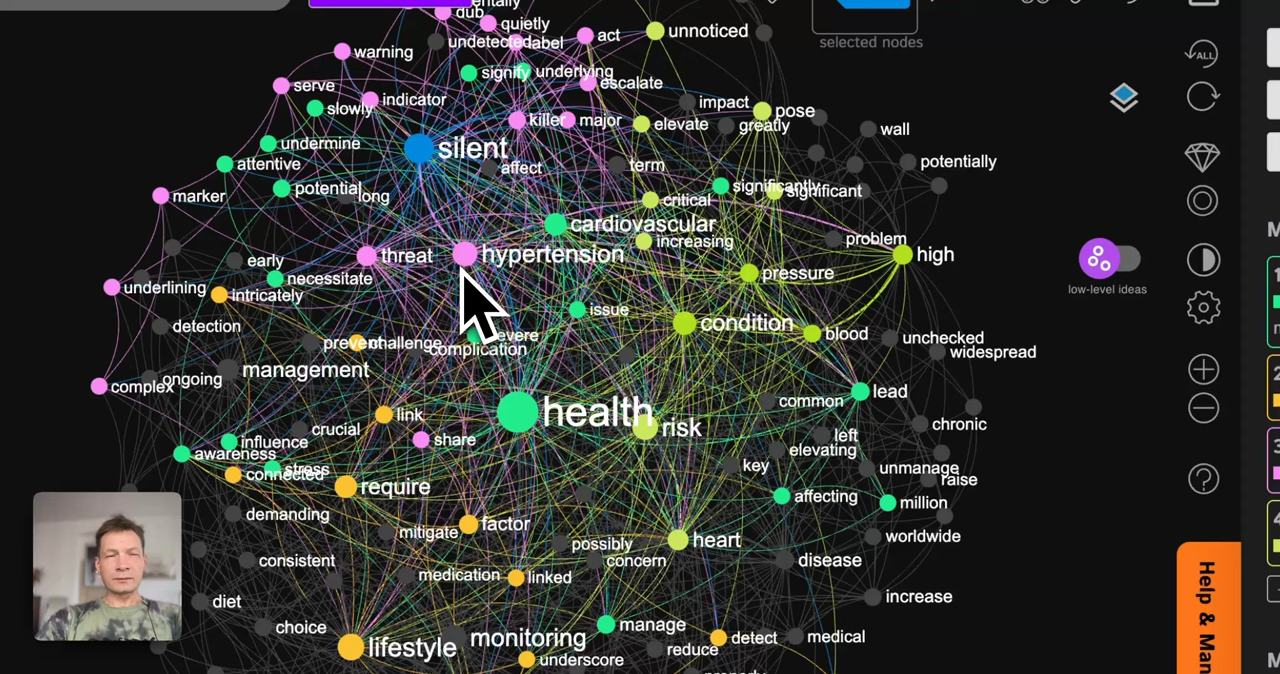 dub
quietly
undetected
label
act
unnoticed
selected nodes
warning
signify
underlying
escalate
serve
indicator
slowly
impact
pose
killer
major
elevate
greatly
wall
undermine
silent
attentive
affect
term
potentially
ALL
potential
long
critical
significantly
significant
marker
cardiovascular
increasing
problem
threat
hypertension
high
early
necessitate
pressure
low-level ideas
underlining
intricately
issue
detection
prevent
challenge
severe
complication
condition
blood
unchecked
widespread
management
complex
ongoing
lead
common
link
health
risk
chronic
crucial
share
left
influence
awareness
elevating
stress
connected
key
unmanage
raise
require
affecting
million
demanding
factor
mitigate
heart
worldwide
possibly
consistent
concern
disease
medication
linked
diet
increase
choice
manage
monitoring
detect
medical
lifestyle
reduce
underscore
Help & Man